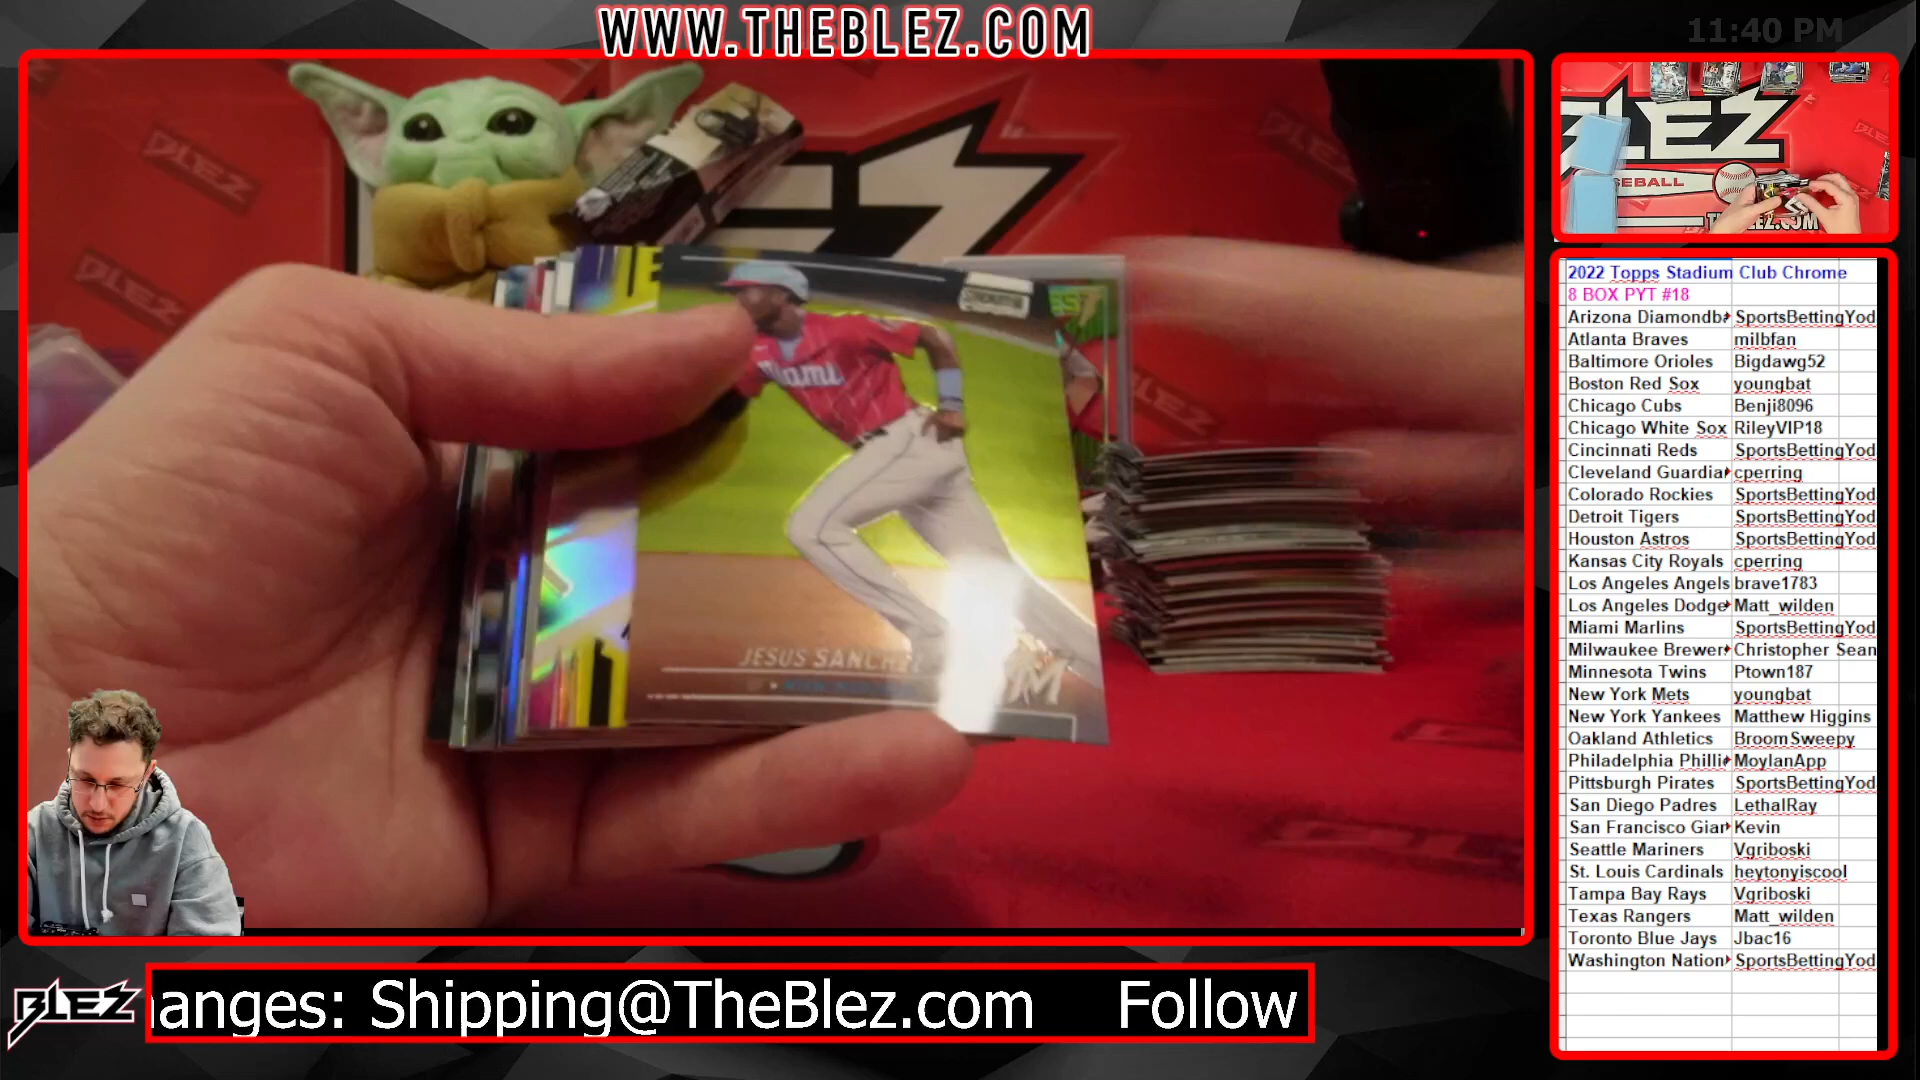 WWW.THEBLEZ.COM
11:40 PM
BLEZ
Miami
JESUS SANCHEZ
LEZ
SEBALL
2022 Topps Stadium Club Chrome
8 BOX PYT #18
Arizona Diamondba SportsBettingYod
Atlanta Braves milbfan
Baltimore Orioles Bigdawg52
Boston Red Sox youngbat
Chicago Cubs Benji8096
Chicago White Sox RileyVIP18
Cincinnati Reds SportsBettingYod
Cleveland Guardia cperring
Colorado Rockies SportsBettingYod
Detroit Tigers SportsBettingYod
Houston Astros SportsBettingYod
Kansas City Royals cperring
Los Angeles Angels brave1783
Los Angeles Dodge Matt_wilden
Miami Marlins SportsBettingYod
Milwaukee Brewer Christopher Sean
Minnesota Twins Ptown187
New York Mets youngbat
New York Yankees Matthew Higgins
Oakland Athletics BroomSweepy
Philadelphia Phillie MoylanApp
Pittsburgh Pirates SportsBettingYod
San Diego Padres LethalRay
San Francisco Gian Kevin
Seattle Mariners Vgriboski
St. Louis Cardinals heytonyiscool
Tampa Bay Rays Vgriboski
Texas Rangers Matt_wilden
Toronto Blue Jays Jbac16
Washington Nation SportsBettingYod
BLEZ
anges: Shipping@TheBlez.com Follow